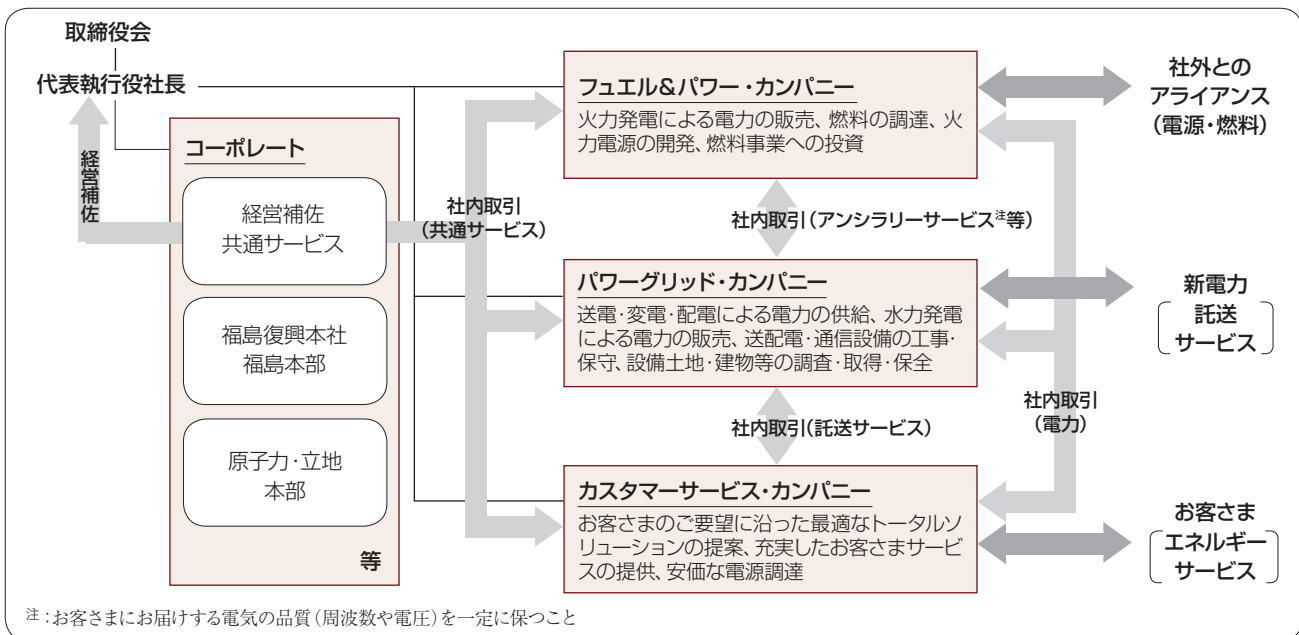 取締役会
代表執行役社長
経営補佐
コーポレート
経営補佐
共通サービス
福島復興本社
福島本部
原子力・立地
本部
等
社内取引
(共通サービス)
フュエル&パワー・カンパニー
火力発電による電力の販売、燃料の調達、火
力電源の開発、燃料事業への投資
社内取引(アンシラリーサービス注等)
パワーグリッド・カンパニー
送電・変電・配電による電力の供給、水力発電
による電力の販売、送配電・通信設備の工事・
保守、設備土地・建物等の調査・取得・保全
社内取引(託送サービス)
カスタマーサービス・カンパニー
お客さまのご要望に沿った最適なトータルソ
リューションの提案、充実したお客さまサービ
スの提供、安価な電源調達
社内取引
(電力)
社外との
アライアンス
(電源・燃料)
新電力
託送
サービス
お客さま
エネルギー
サービス
注:お客さまにお届けする電気の品質(周波数や電圧)を一定に保つこと